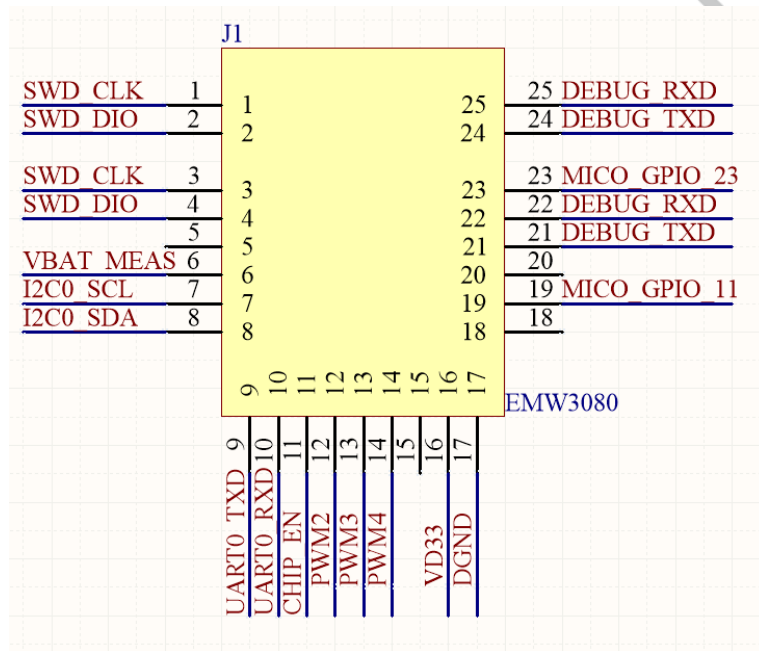 J1
SWD_CLK 1 1 25 25 DEBUG_RXD
SWD_DIO 2 2 24 24 DEBUG_TXD
SWD_CLK 3 3 23 23 MICO_GPIO_23
SWD_DIO 4 4 22 22 DEBUG_RXD
5 5 21 21 DEBUG_TXD
VBAT_MEAS 6 6 20 20
I2C0_SCL 7 7 19 19 MICO_GPIO_11
I2C0_SDA 8 8 18 18
9 10 11 12 13 14 15 16 17
EMW3080
9 10 11 12 13 14 15 16 17
UART0_TXD
UART0_RXD
CHIP_EN
PWM2
PWM3
PWM4
VD33
DGND